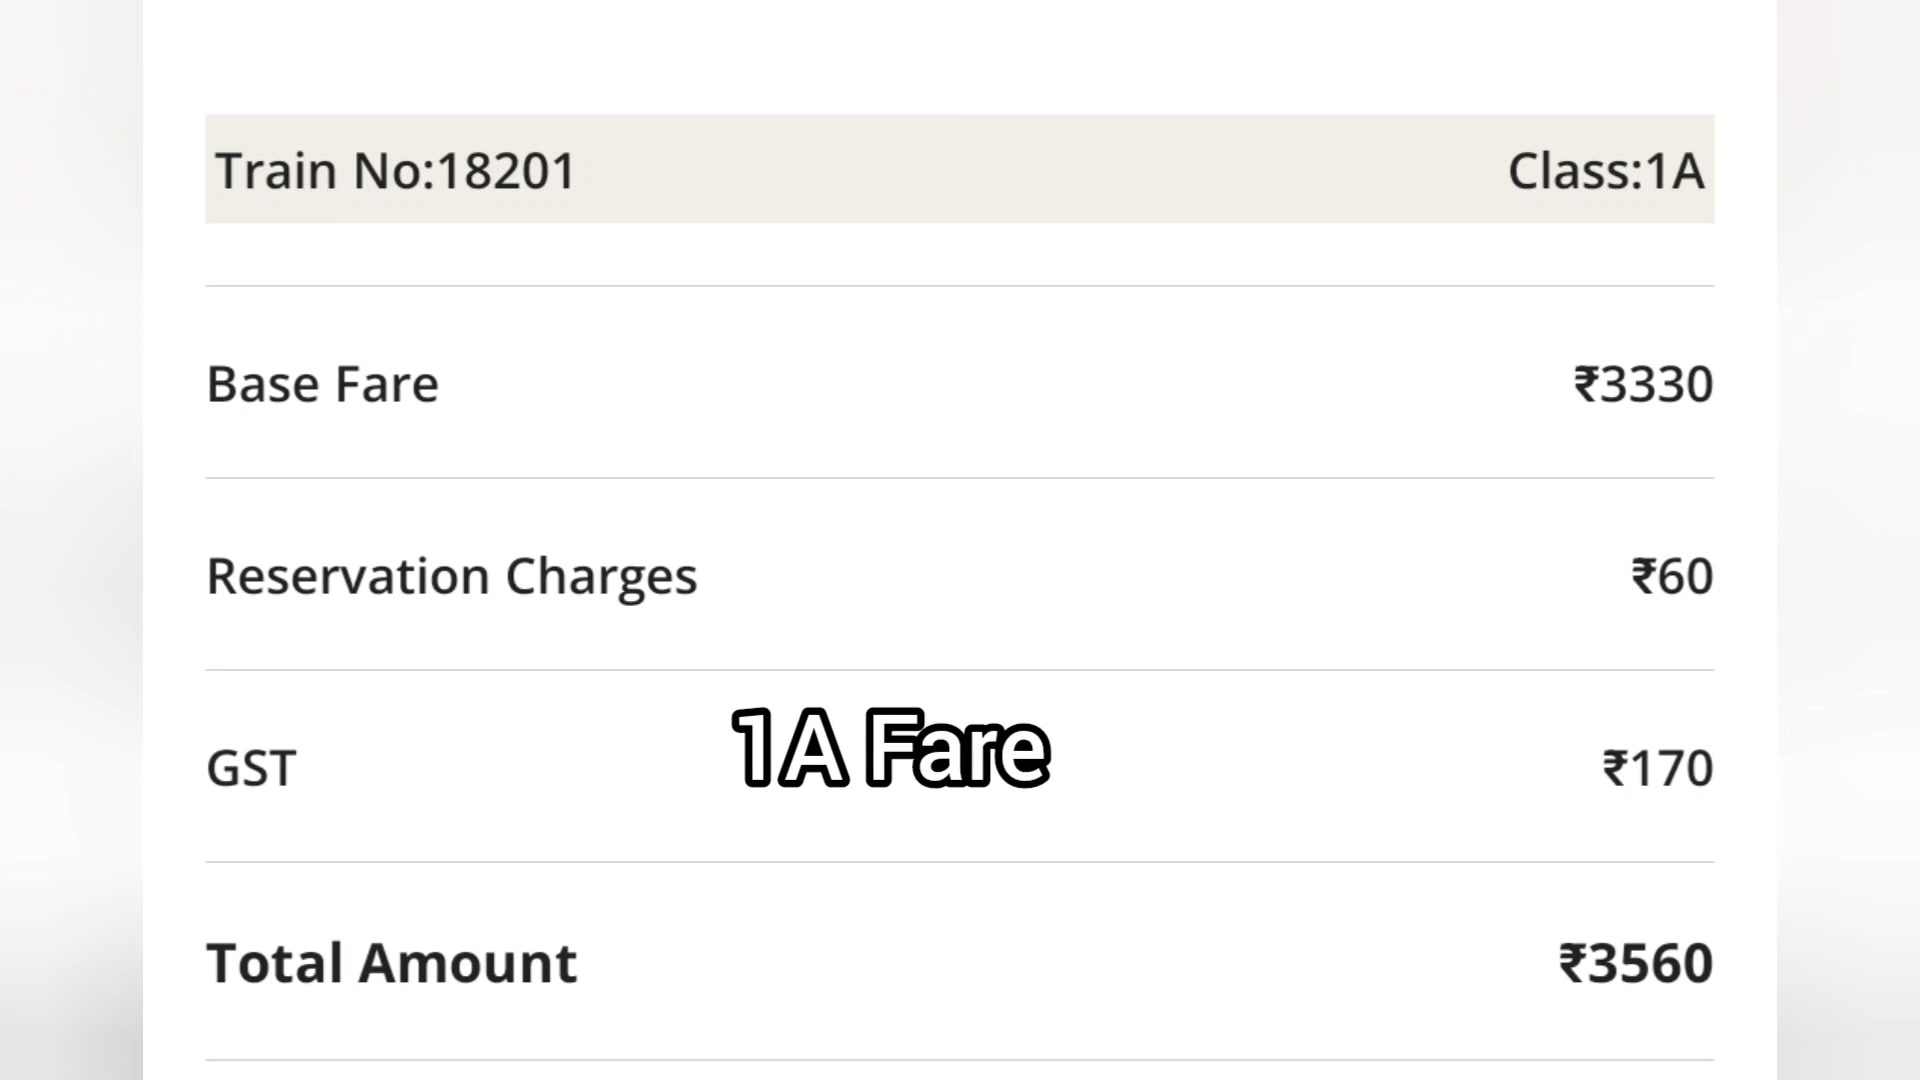 Train No:18201 Class:1A
Base Fare ₹3330
Reservation Charges ₹60
1A Fare
GST ₹170
Total Amount ₹3560